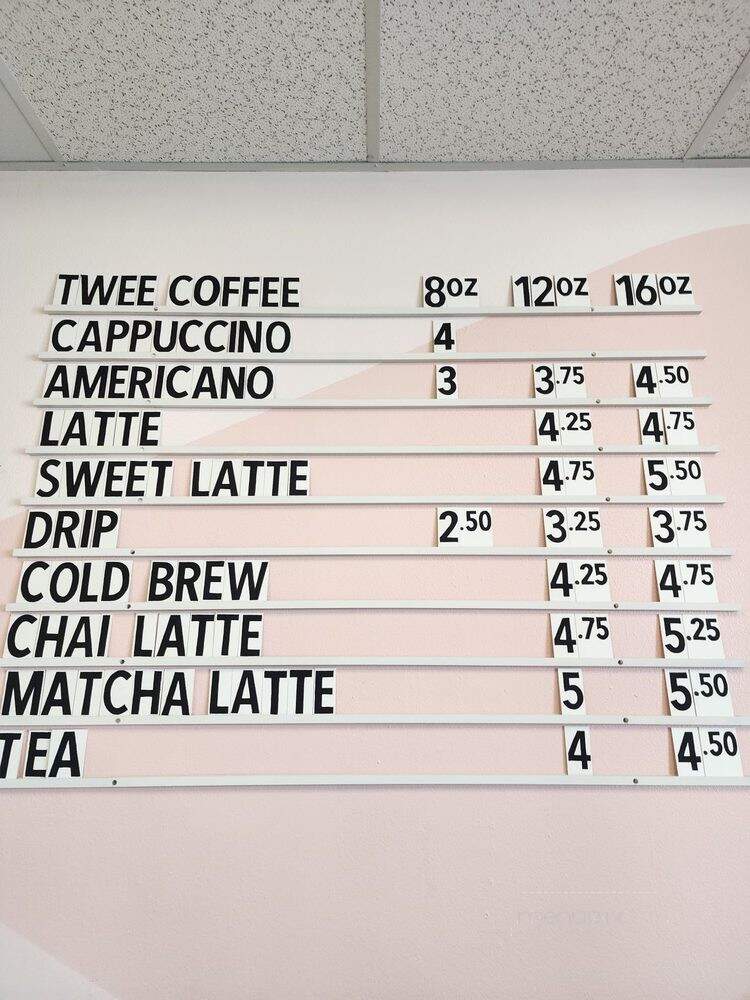 TWEE COFFEE 8OZ 12OZ 16OZ
CAPPUCCINO 4
AMERICANO 3 3.75 4.50
LATTE 4.25 4.75
SWEET LATTE 4.75 5.50
DRIP 2.50 3.25 3.75
COLD BREW 4.25 4.75
CHAI LATTE 4.75 5.25
MATCHA LATTE 5 5.50
TEA 4 4.50